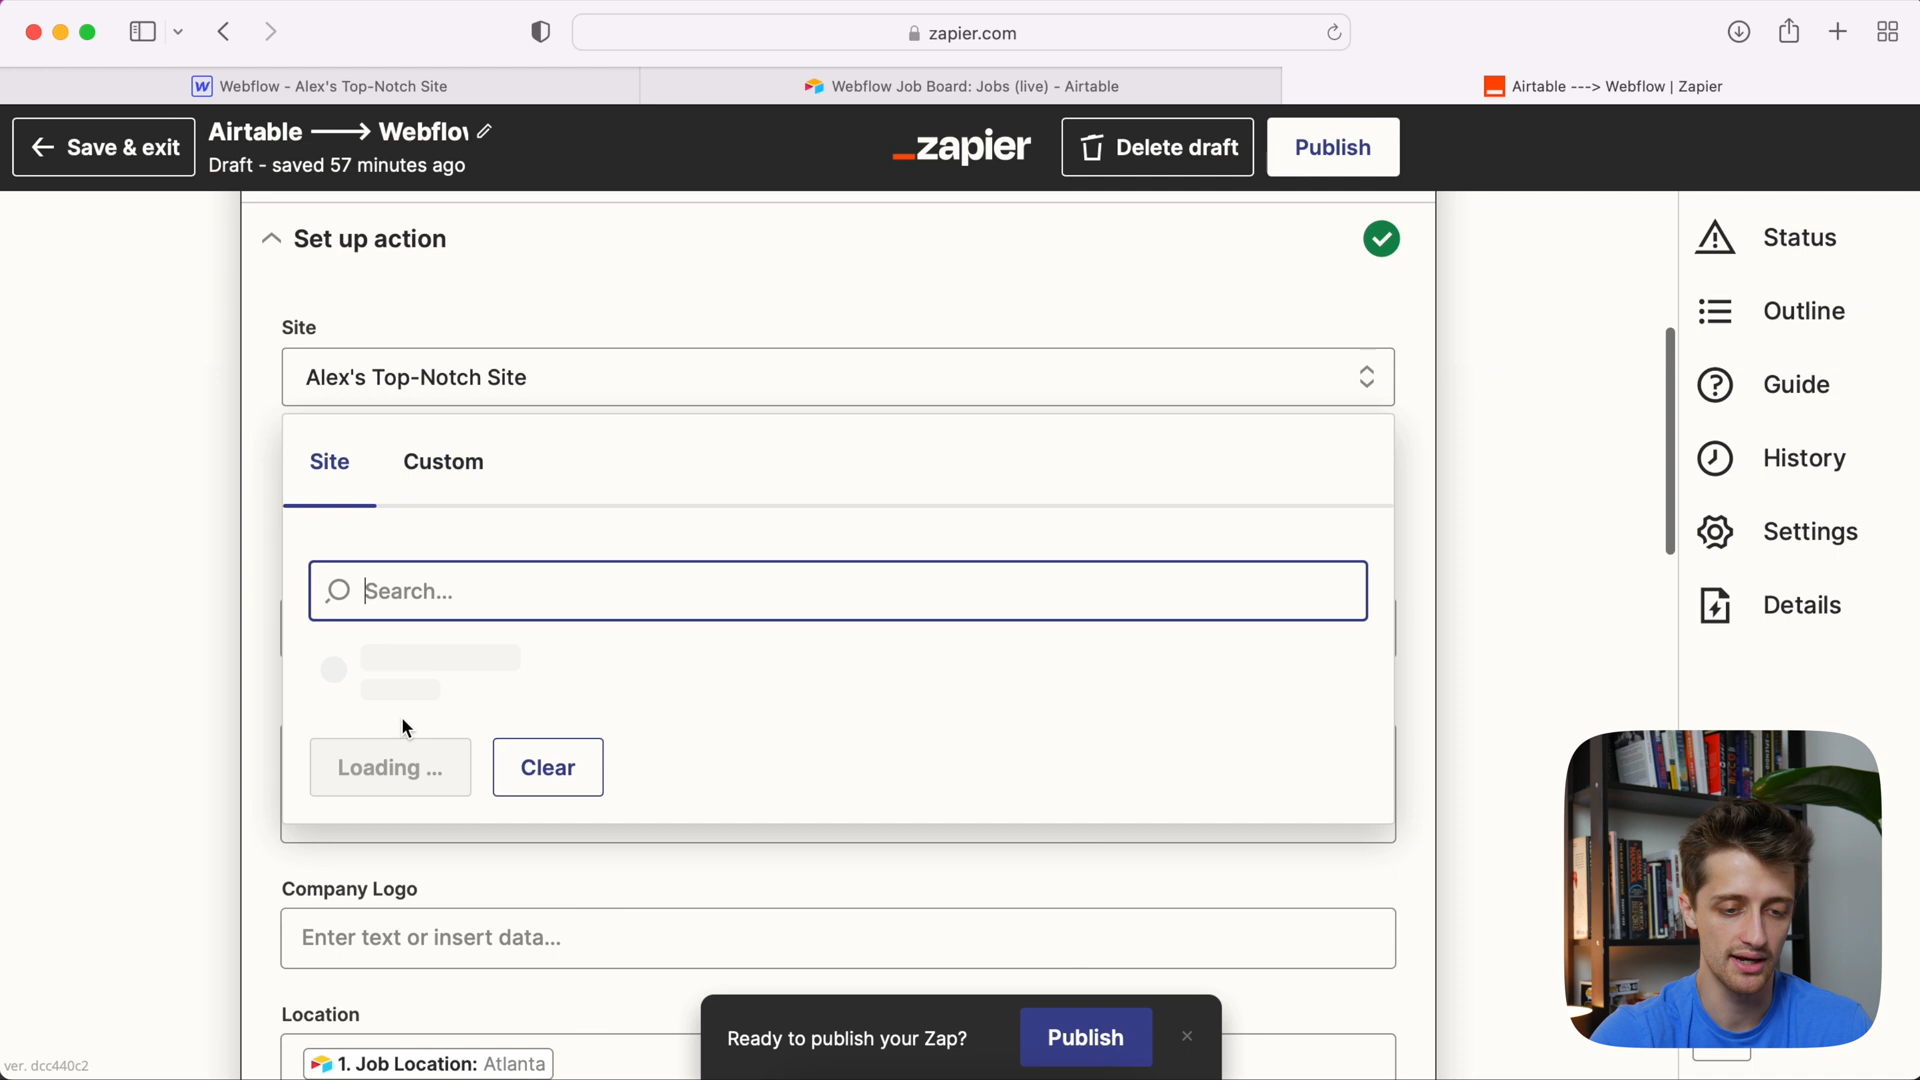 zapier.com
Webflow - Alex's Top-Notch Site
Webflow Job Board: Jobs (live) - Airtable
Airtable ---> Webflow | Zapier
Save & exit
Airtable ⟶ Webflov
Draft - saved 57 minutes ago
zapier
Delete draft
Publish
Set up action
Site
Alex's Top-Notch Site
Site
Custom
Search...
Loading ...
Clear
Company Logo
Enter text or insert data...
Location
1. Job Location: Atlanta
Ready to publish your Zap?
Publish
Status
Outline
Guide
History
Settings
Details
ver. dcc440c2